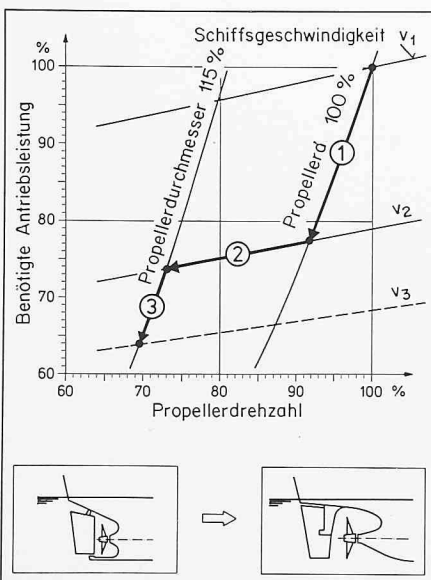 Schiffsgeschwindigkeit
v1
%
100
90
80
70
60
Benötigte Antriebsleistung
Propellerdurchmesser 115 %
Propellerd 100 %
1
v2
2
3
v3
60 70 80 90 100 %
Propellerdrehzahl